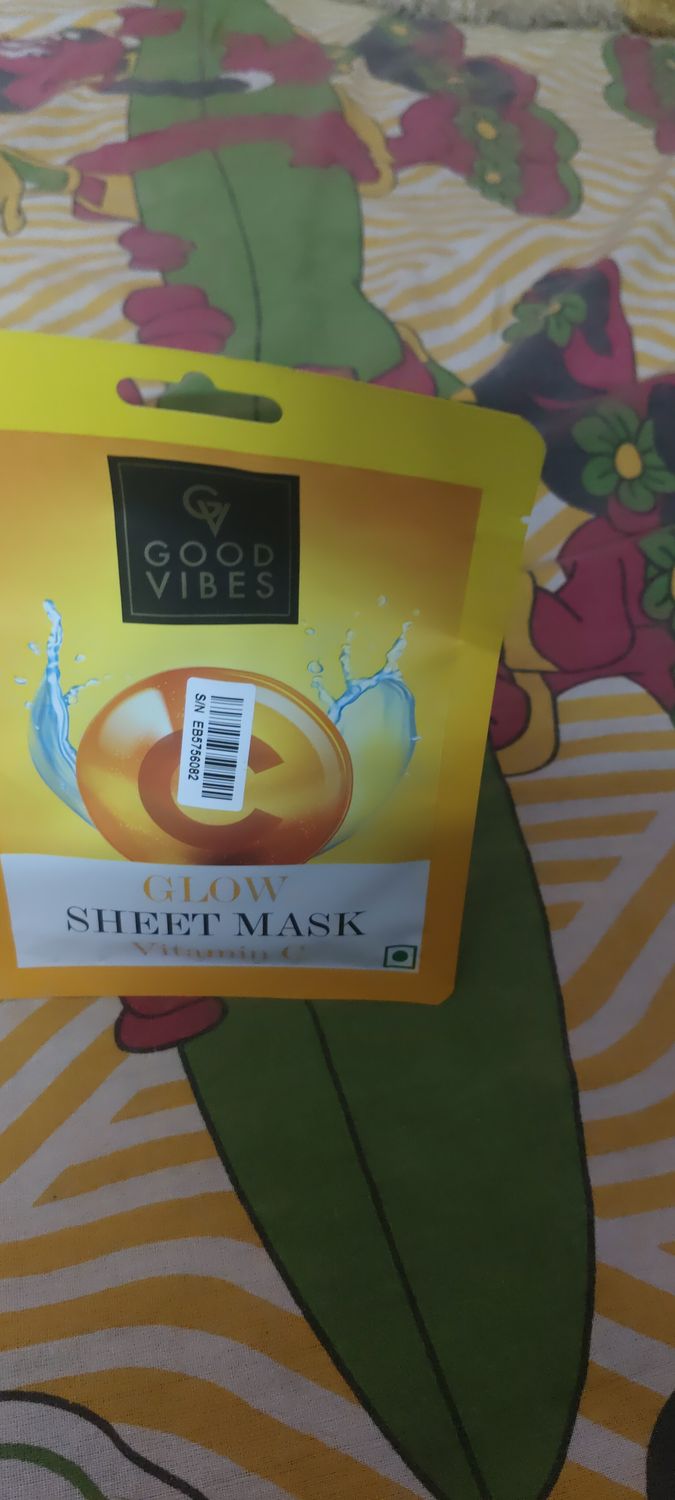 GV
GOOD
VIBES
S/N EB5756082
C
GLOW
SHEET MASK
Vitamin C